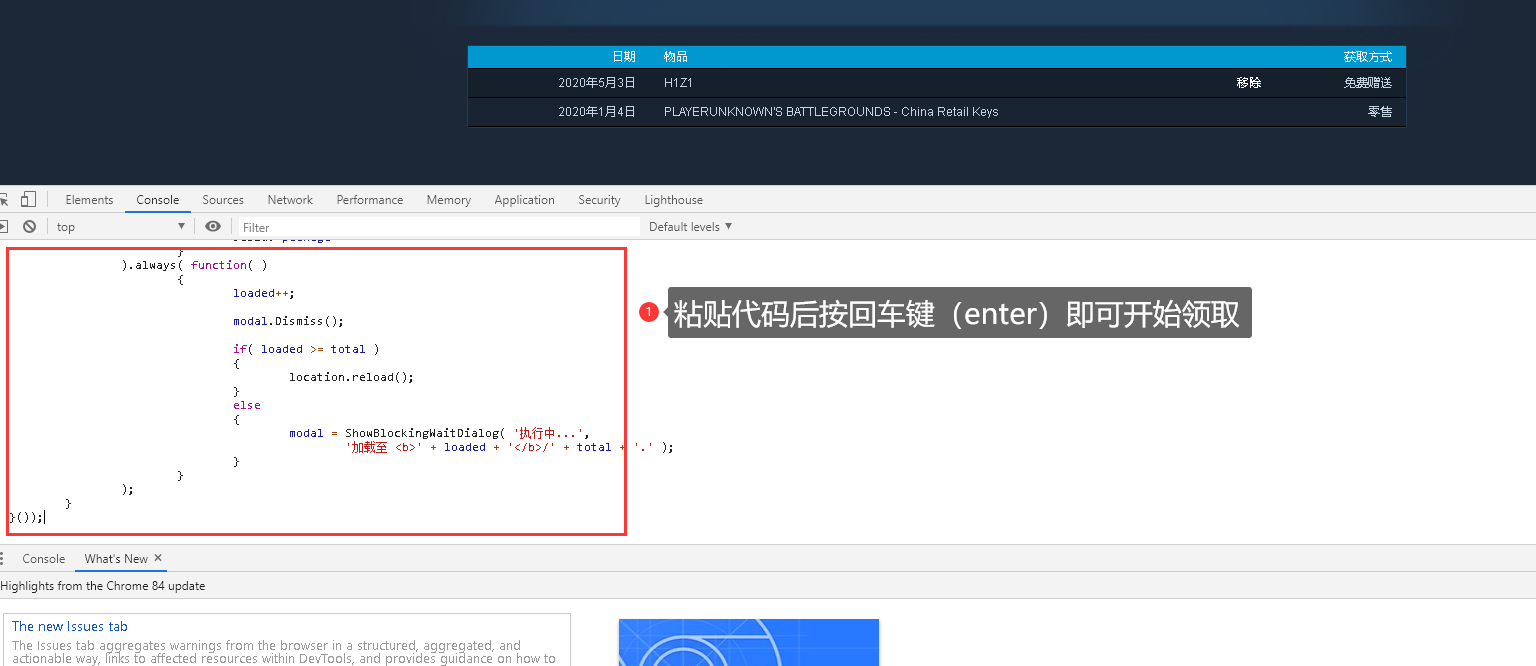 日期 物品 获取方式
2020年5月3日 H1Z1 移除 免费赠送
2020年1月4日 PLAYERUNKNOWN'S BATTLEGROUNDS - China Retail Keys 零售
Elements Console Sources Network Performance Memory Application Security Lighthouse
top Filter Default levels
}
).always( function( )
{
loaded++;
modal.Dismiss();
if( loaded >= total )
{
location.reload();
}
else
{
modal = ShowBlockingWaitDialog( '执行中...',
'加载至 <b>' + loaded + '</b>/' + total + '.' );
}
}
);
}
}());
1 粘贴代码后按回车键（enter）即可开始领取
Console What's New
Highlights from the Chrome 84 update
The new Issues tab
The Issues tab aggregates warnings from the browser in a structured, aggregated, and
actionable way, links to affected resources within DevTools, and provides guidance on how to